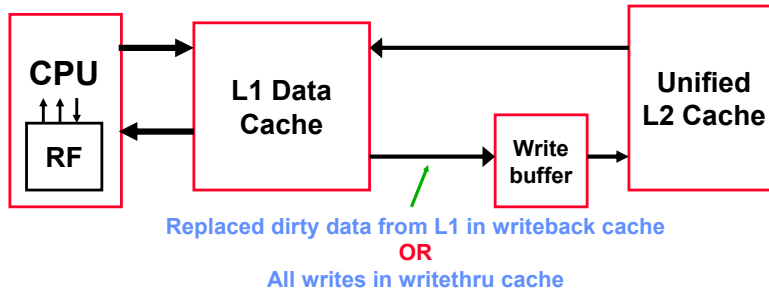 CPU
RF
L1 Data
Cache
Write
buffer
Unified
L2 Cache
Replaced dirty data from L1 in writeback cache
OR
All writes in writethru cache